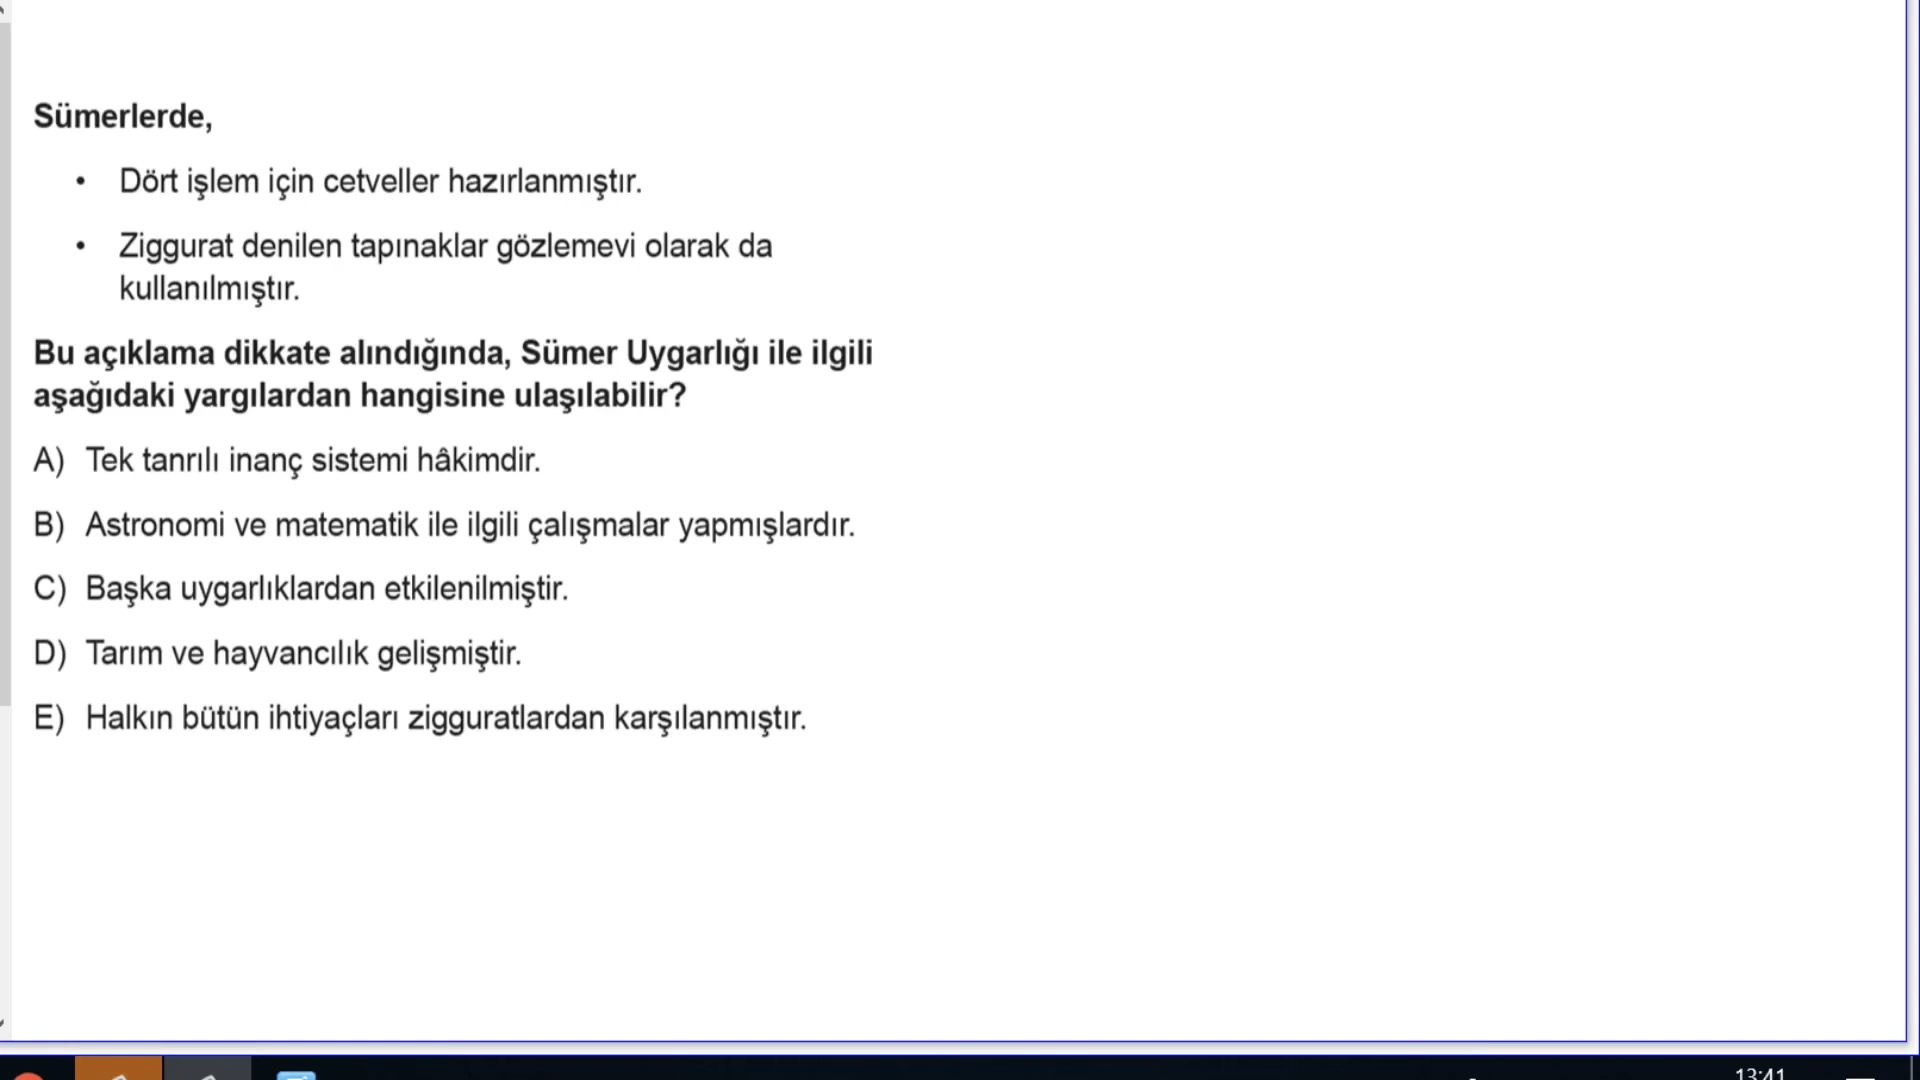 Sümerlerde,
• Dört işlem için cetveller hazırlanmıştır.
• Ziggurat denilen tapınaklar gözlemevi olarak da
kullanılmıştır.
Bu açıklama dikkate alındığında, Sümer Uygarlığı ile ilgili
aşağıdaki yargılardan hangisine ulaşılabilir?
A) Tek tanrılı inanç sistemi hâkimdir.
B) Astronomi ve matematik ile ilgili çalışmalar yapmışlardır.
C) Başka uygarlıklardan etkilenilmiştir.
D) Tarım ve hayvancılık gelişmiştir.
E) Halkın bütün ihtiyaçları zigguratlardan karşılanmıştır.
13:41